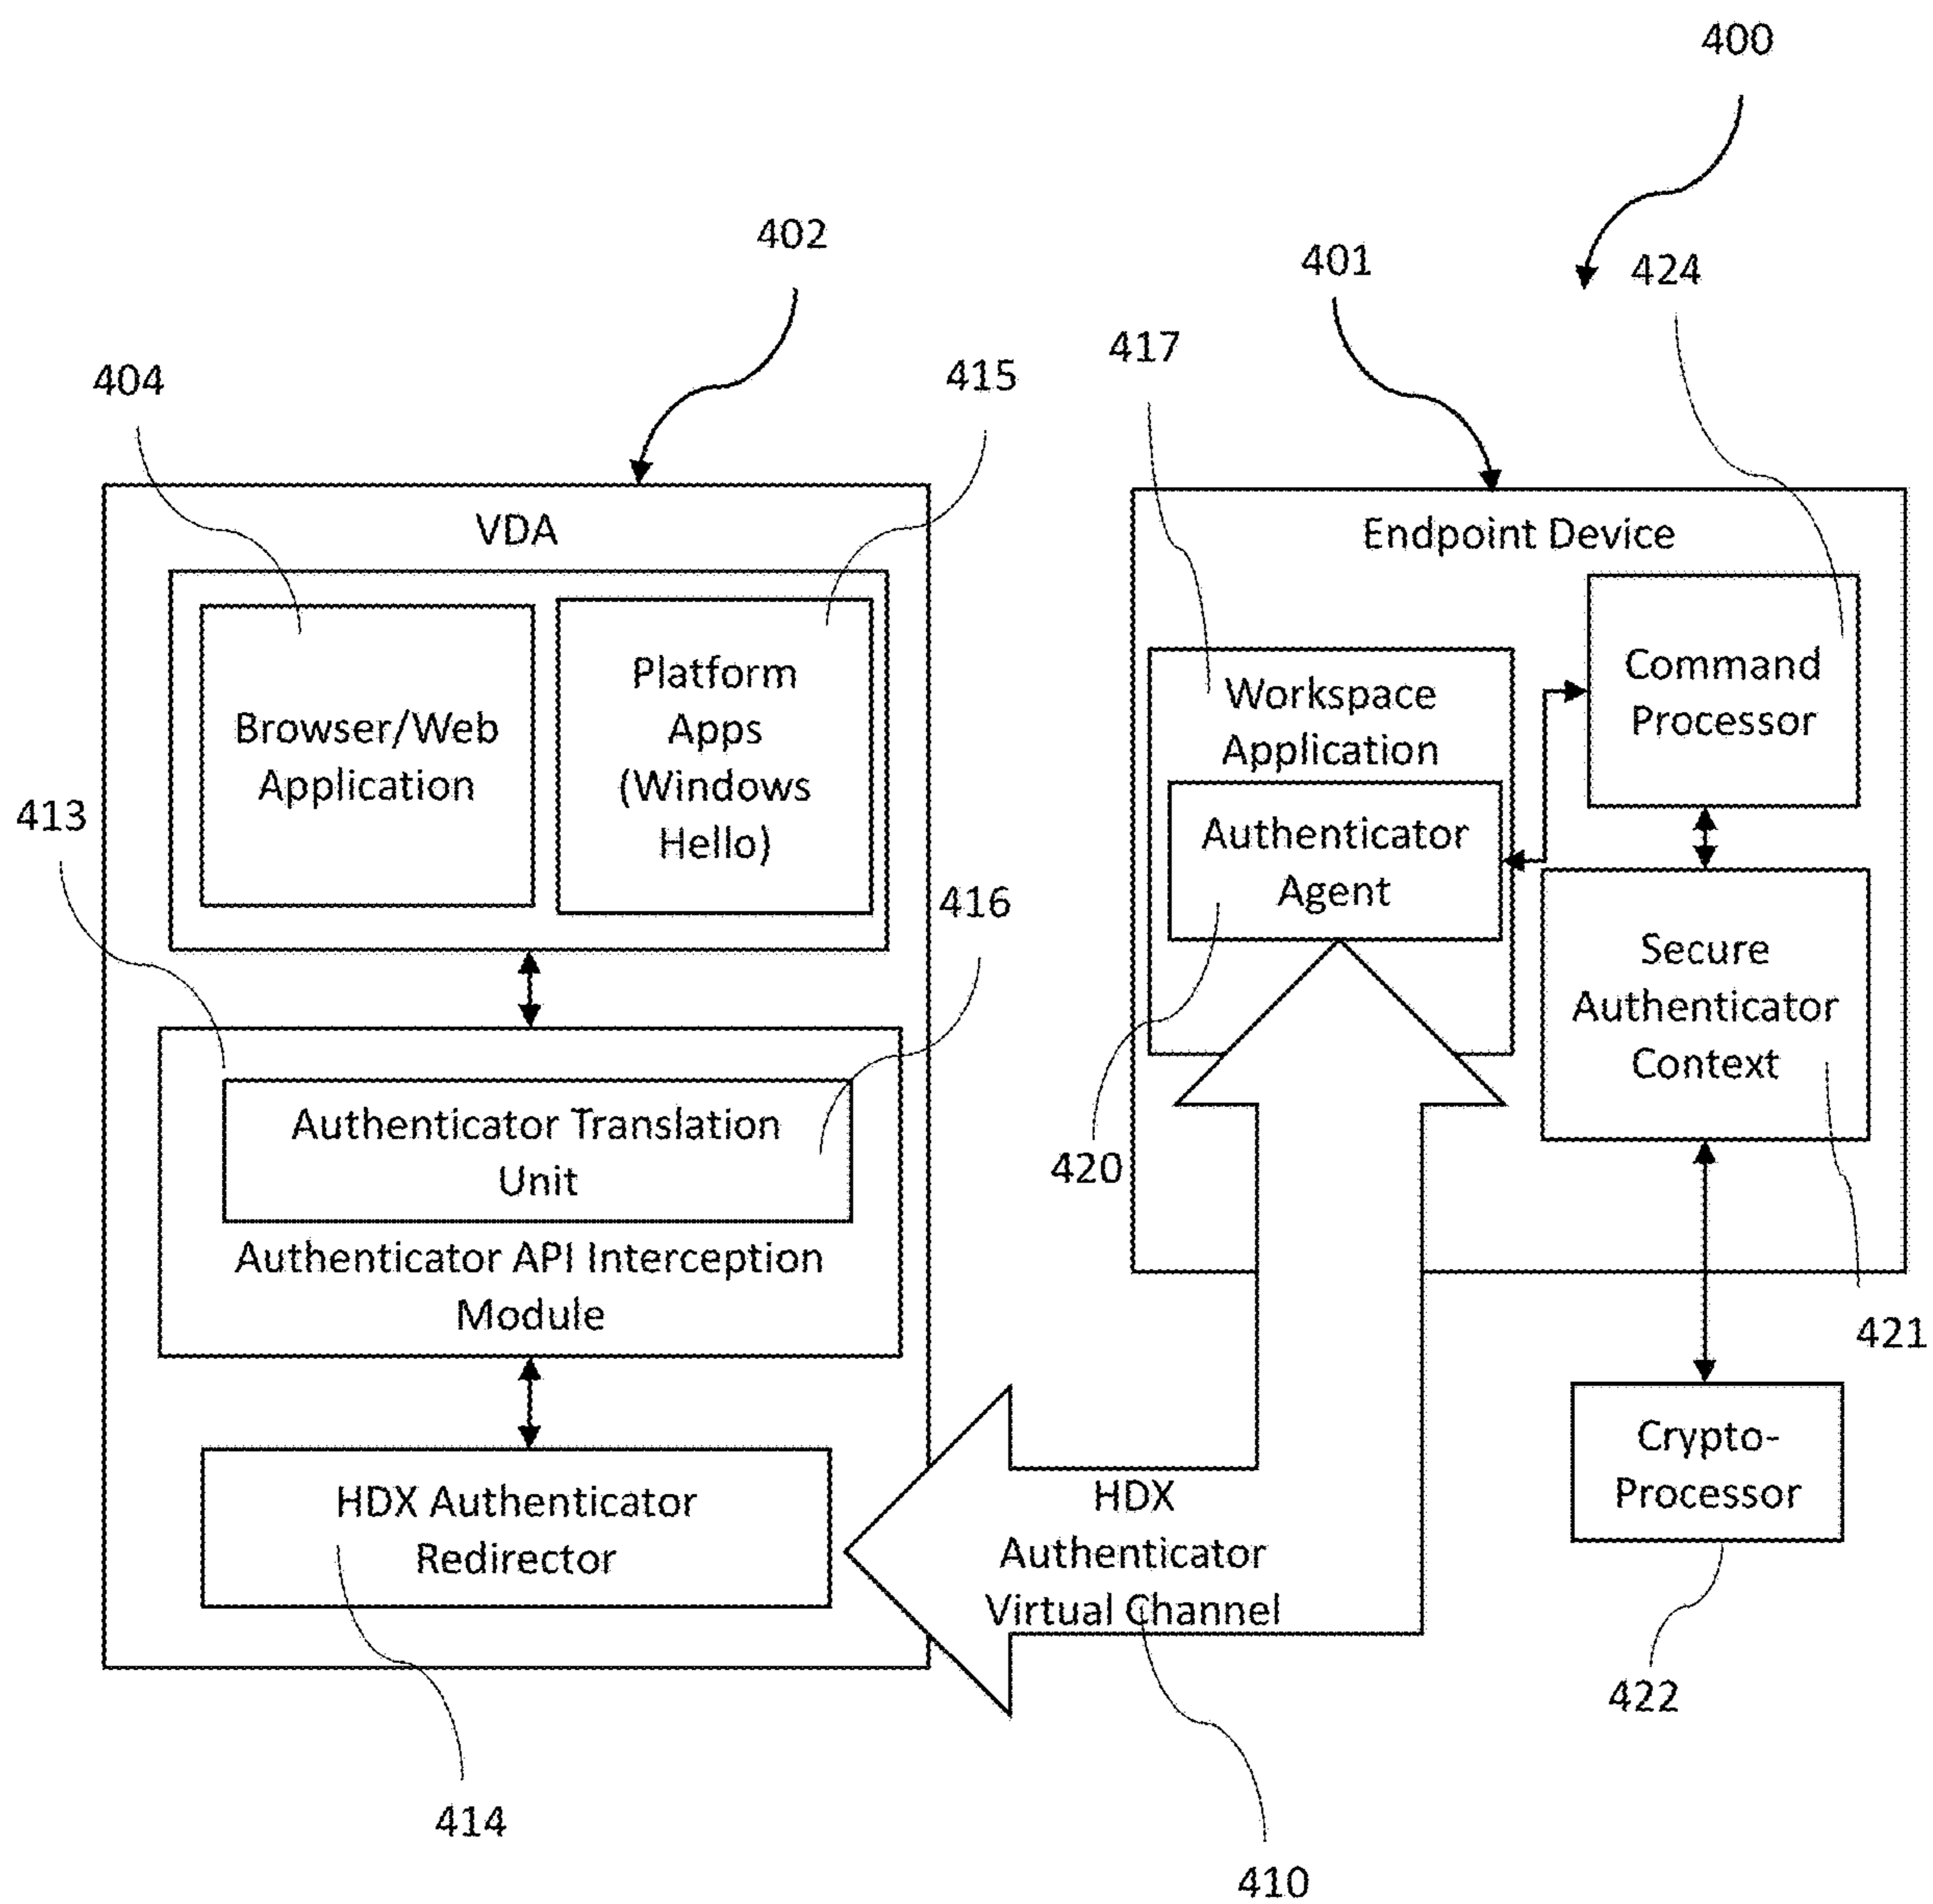 400
402
401
424
417
404
415
VDA
Endpoint Device
Browser/Web
Application
Platform
Apps
(Windows
Hello)
Workspace
Application
Command
Processor
413
Authenticator
Agent
416
Secure
Authenticator
Context
Authenticator Translation
Unit
420
Authenticator API Interception
Module
421
HDX Authenticator
Redirector
HDX
Authenticator
Virtual Channel
Crypto-
Processor
422
414
410